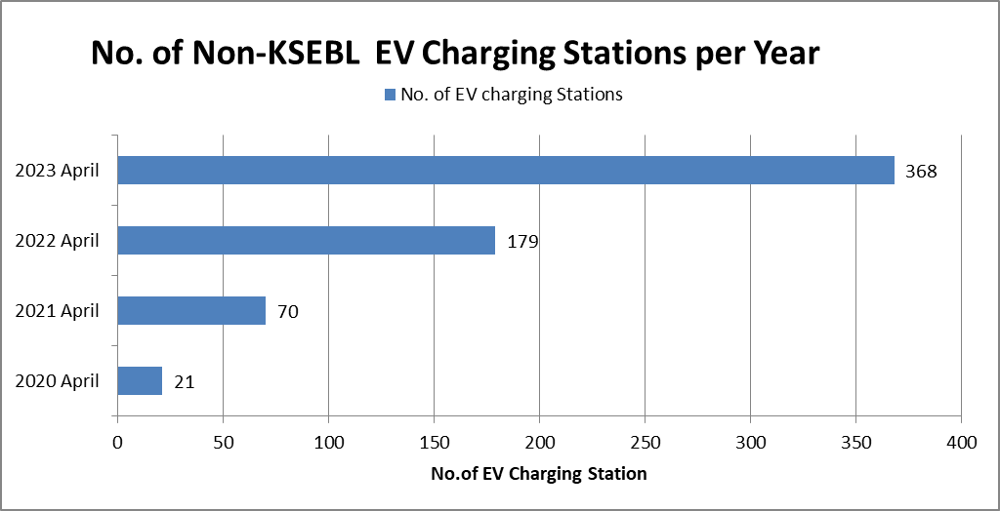 No. of Non-KSEBL  EV Charging Stations per Year
No. of EV charging Stations
2023 April
368
2022 April
179
2021 April
70
2020 April
21
0 50 100 150 200 250 300 350 400
No.of EV Charging Station